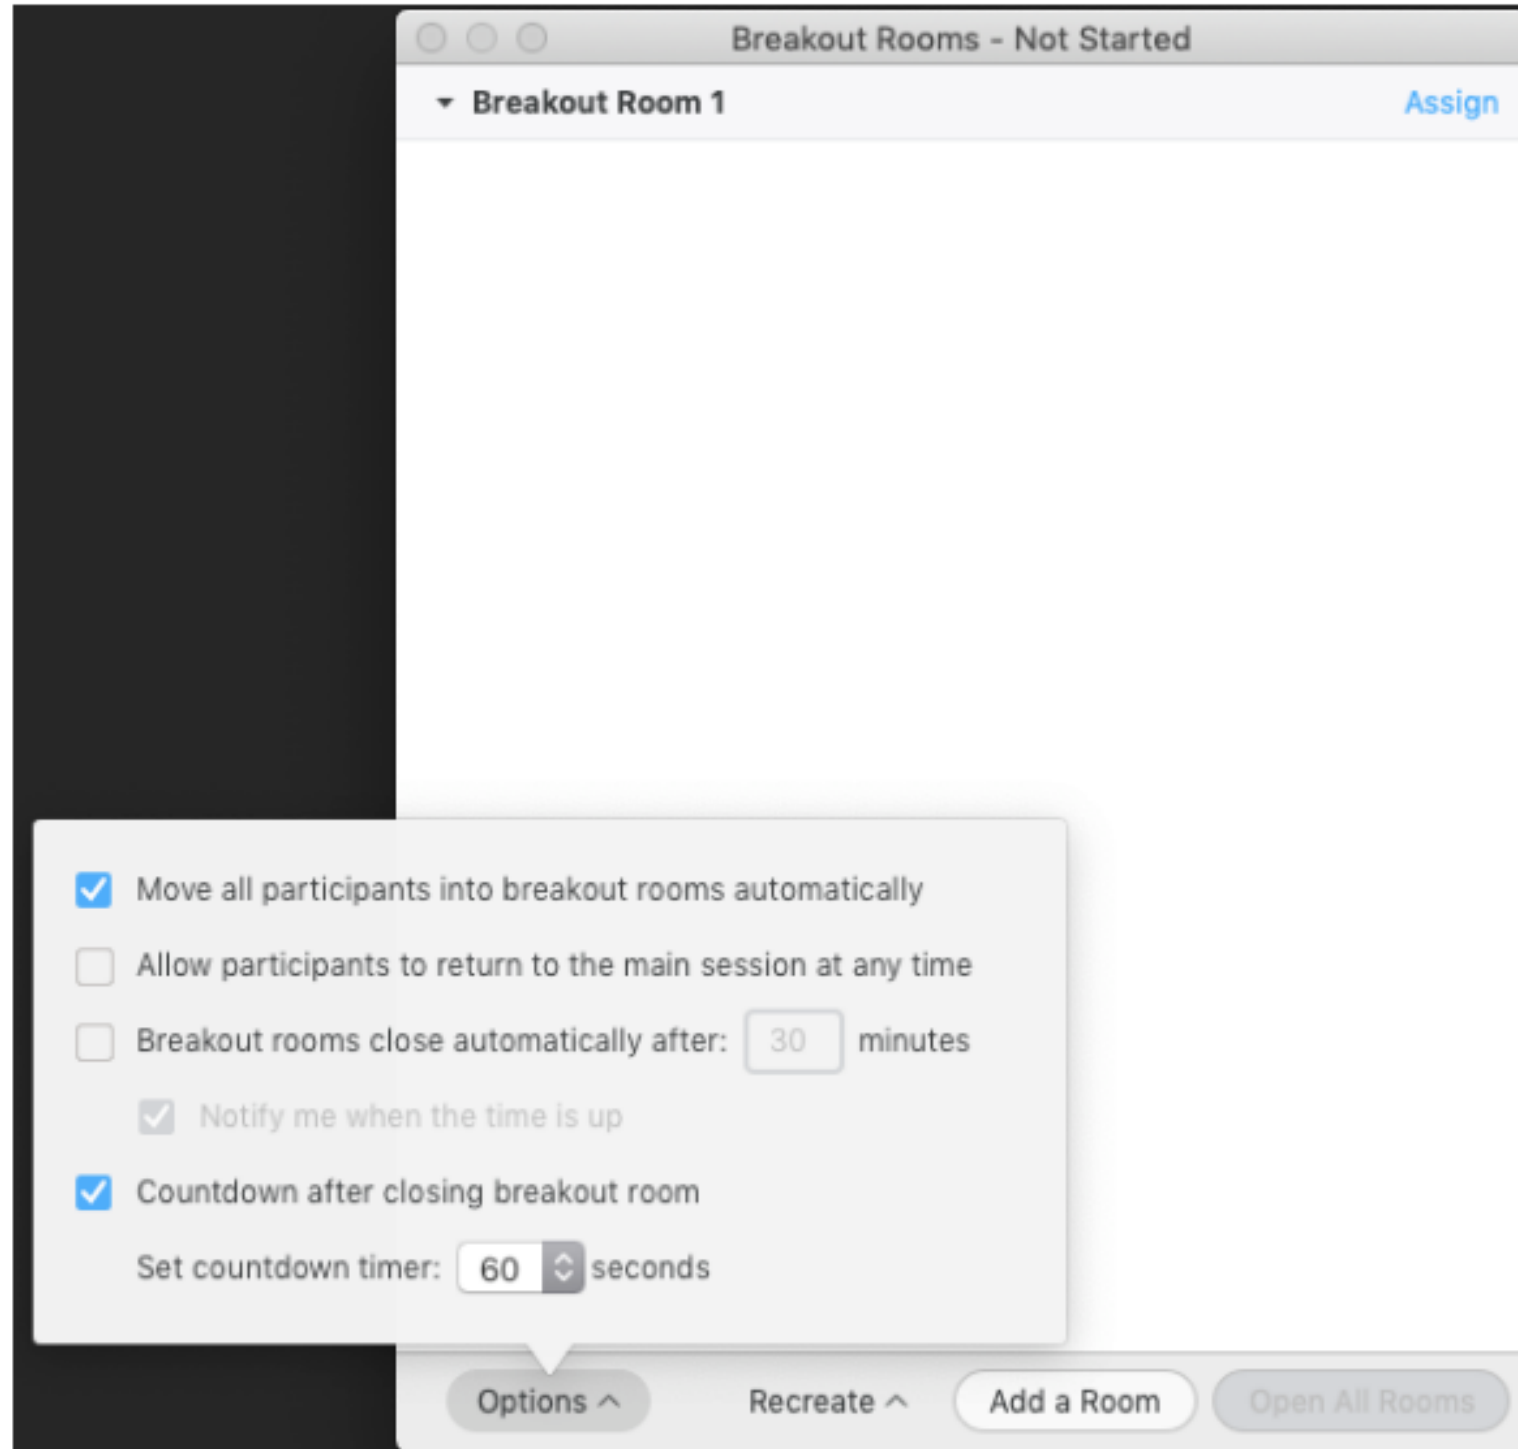 Breakout Rooms - Not Started
Breakout Room 1 Assign
Move all participants into breakout rooms automatically
Allow participants to return to the main session at any time
Breakout rooms close automatically after: 30 minutes
Notify me when the time is up
Countdown after closing breakout room
Set countdown timer: 60 seconds
Options Recreate Add a Room Open All Rooms